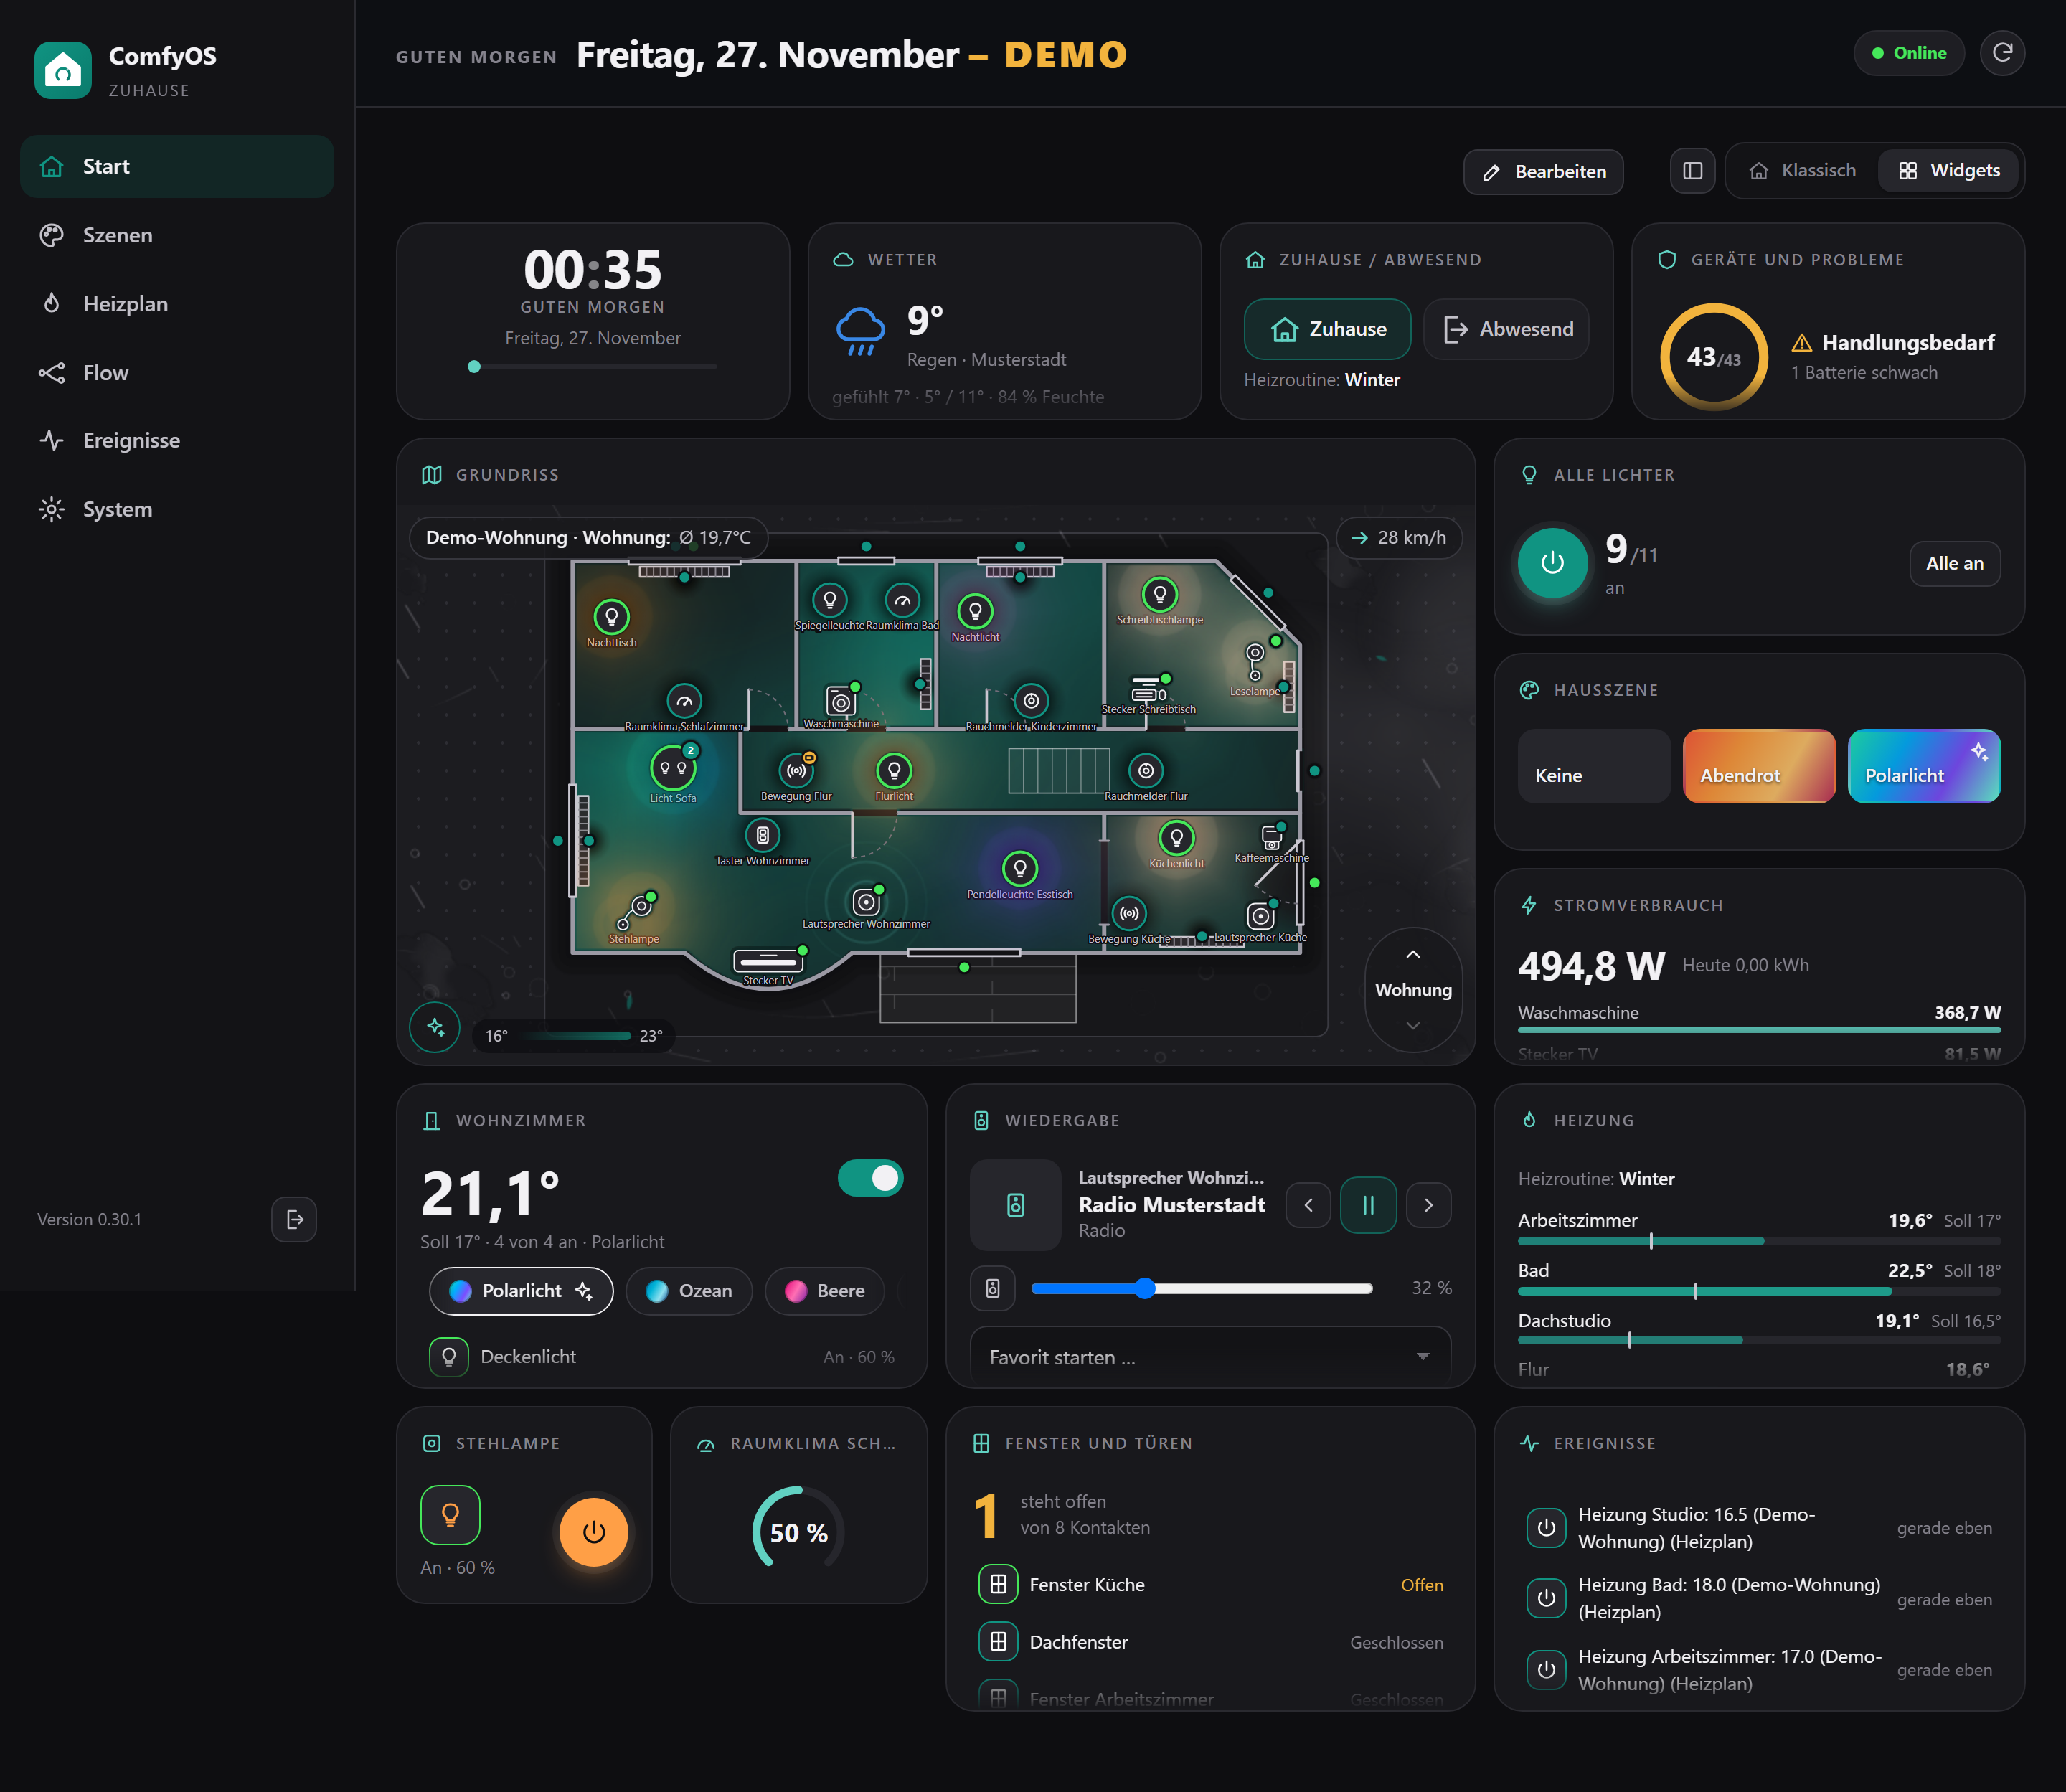 ComfyOS
ZUHAUSE
Start
Szenen
Heizplan
Flow
Ereignisse
System
Version 0.30.1
GUTEN MORGEN Freitag, 27. November – DEMO
Online
Bearbeiten
Klassisch
Widgets
00:35
GUTEN MORGEN
Freitag, 27. November
WETTER
9°
Regen · Musterstadt
gefühlt 7° · 5° / 11° · 84 % Feuchte
ZUHAUSE / ABWESEND
Zuhause
Abwesend
Heizroutine: Winter
GERÄTE UND PROBLEME
43/43
Handlungsbedarf
1 Batterie schwach
GRUNDRISS
Demo-Wohnung · Wohnung: Ø 19,7°C
28 km/h
Nachttisch
Spiegelleuchte
Raumklima Bad
Nachtlicht
Schreibtischlampe
Leselampe
Raumklima Schlafzimmer
Waschmaschine
Rauchmelder Kinderzimmer
Stecker Schreibtisch
2
Licht Sofa
Bewegung Flur
Flurlicht
Rauchmelder Flur
Taster Wohnzimmer
Küchenlicht
Kaffeemaschine
Pendelleuchte Esstisch
Lautsprecher Wohnzimmer
Stehlampe
Bewegung Küche
Lautsprecher Küche
Stecker TV
Wohnung
16°
23°
ALLE LICHTER
9/11
an
Alle an
HAUSSZENE
Keine
Abendrot
Polarlicht
STROMVERBRAUCH
494,8 W Heute 0,00 kWh
Waschmaschine 368,7 W
Stecker TV 81,5 W
WOHNZIMMER
21,1°
Soll 17° · 4 von 4 an · Polarlicht
Polarlicht
Ozean
Beere
Deckenlicht An · 60 %
WIEDERGABE
Lautsprecher Wohnzi...
Radio Musterstadt
Radio
32 %
Favorit starten ...
HEIZUNG
Heizroutine: Winter
Arbeitszimmer 19,6° Soll 17°
Bad 22,5° Soll 18°
Dachstudio 19,1° Soll 16,5°
Flur 18,6°
STEHLAMPE
An · 60 %
RAUMKLIMA SCH...
50 %
FENSTER UND TÜREN
1
steht offen
von 8 Kontakten
Fenster Küche Offen
Dachfenster Geschlossen
Fenster Arbeitszimmer Geschlossen
EREIGNISSE
Heizung Studio: 16.5 (Demo-
Wohnung) (Heizplan)
gerade eben
Heizung Bad: 18.0 (Demo-Wohnung)
(Heizplan)
gerade eben
Heizung Arbeitszimmer: 17.0 (Demo-
Wohnung) (Heizplan)
gerade eben